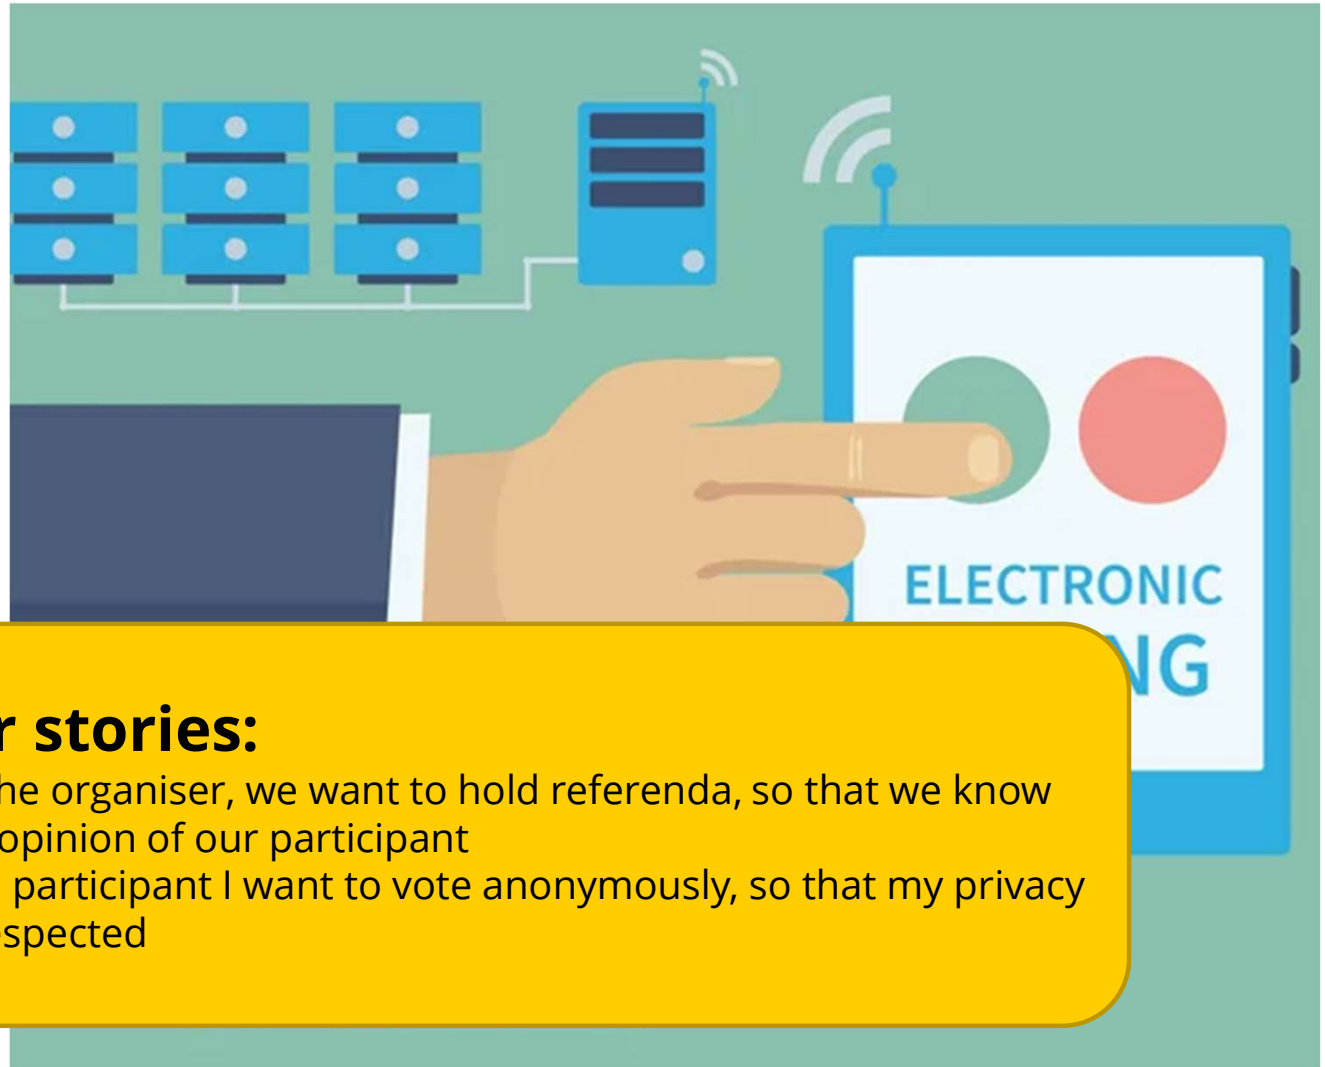 ELECTRONIC
NG
r stories:
he organiser, we want to hold referenda, so that we know
opinion of our participant
participant I want to vote anonymously, so that my privacy
spected